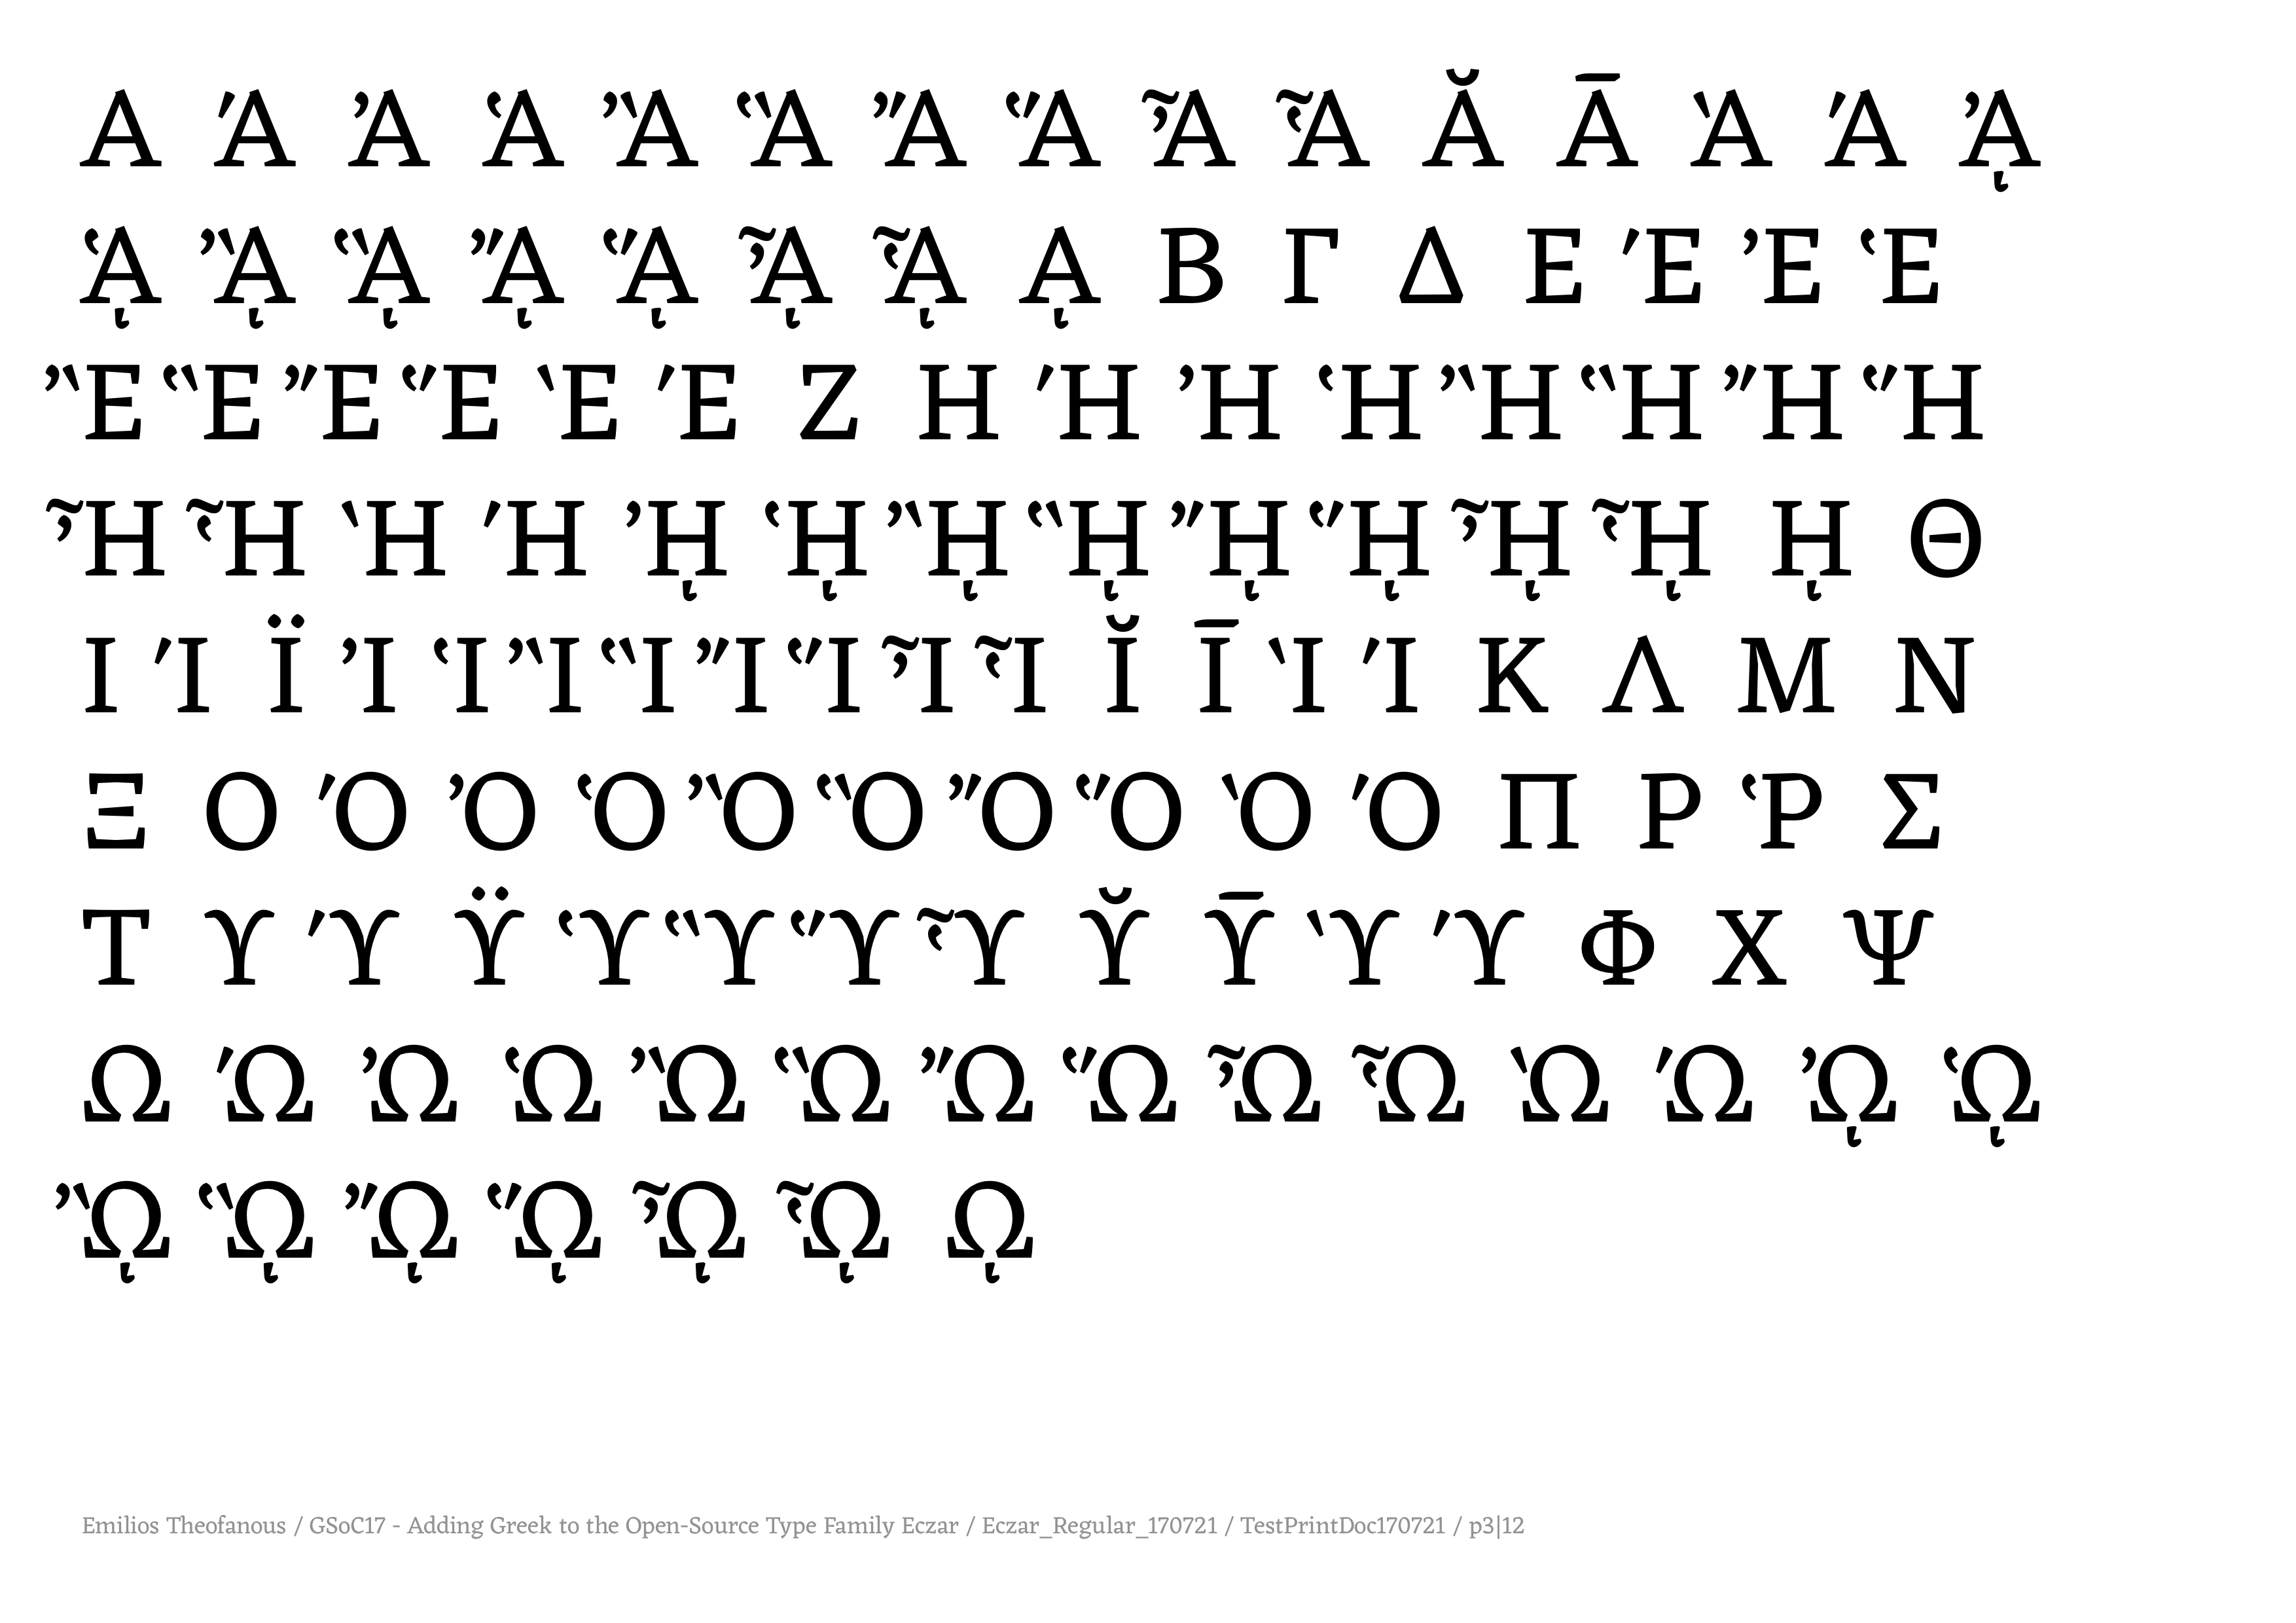 Α Ά Ἀ Ἁ Ἂ Ἃ Ἄ Ἅ Ἆ Ἇ Ᾰ Ᾱ Ὰ Ά ᾈ
ᾉ ᾊ ᾋ ᾌ ᾍ ᾎ ᾏ ᾼ Β Γ Δ Ε Έ Ἐ Ἑ
Ἒ Ἓ Ἔ Ἕ Ὲ Έ Ζ Η Ή Ἠ Ἡ Ἢ Ἣ Ἤ Ἥ
Ἦ Ἧ Ὴ Ή ᾘ ᾙ ᾚ ᾛ ᾜ ᾝ ᾞ ᾟ ῌ Θ
Ι Ί Ϊ Ἰ Ἱ Ἲ Ἳ Ἴ Ἵ Ἶ Ἷ Ῐ Ῑ Ὶ Ί Κ Λ Μ Ν
Ξ Ο Ό Ὀ Ὁ Ὂ Ὃ Ὄ Ὅ Ὸ Ό Π Ρ Ῥ Σ
Τ Υ Ύ Ϋ Ὑ Ὓ Ὕ Ὗ Ῠ Ῡ Ὺ Ύ Φ Χ Ψ
Ω Ώ Ὠ Ὡ Ὢ Ὣ Ὤ Ὥ Ὦ Ὧ Ὼ Ώ ᾨ ᾩ
ᾪ ᾫ ᾬ ᾭ ᾮ ᾯ ῼ
Emilios Theofanous / GSoC17 - Adding Greek to the Open-Source Type Family Eczar / Eczar_Regular_170721 / TestPrintDoc170721 / p3|12